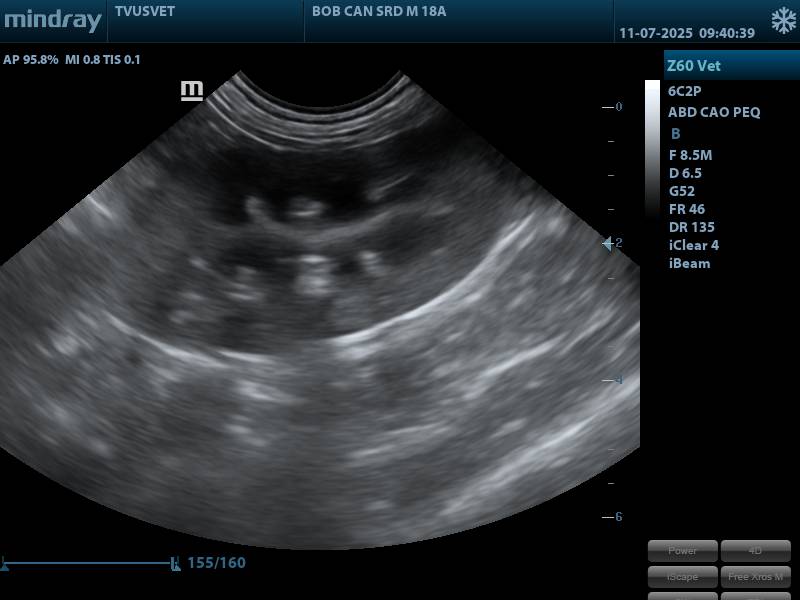 mindray
TVUSVET
BOB CAN SRD M 18A
11-07-2025 09:40:39
AP 95.8% MI 0.8 TIS 0.1
m
Z60 Vet
6C2P
ABD CAO PEQ
B
F 8.5M
D 6.5
G52
FR 46
DR 135
iClear 4
iBeam
0
2
4
6
155/160
Power
4D
iScape
Free Xros M